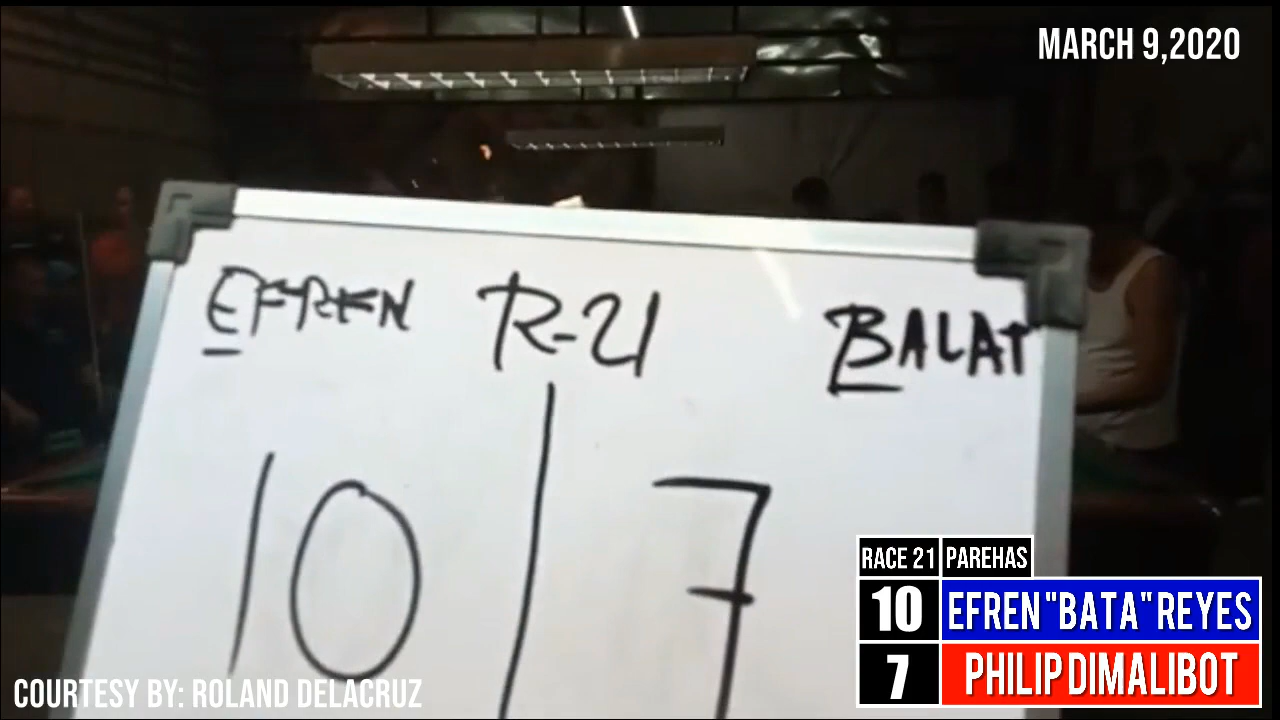 MARCH 9,2020
EFREN R-21 BALAT
10 7
RACE 21 PAREHAS
10 EFREN "BATA" REYES
7 PHILIP DIMALIBOT
COURTESY BY: ROLAND DELACRUZ